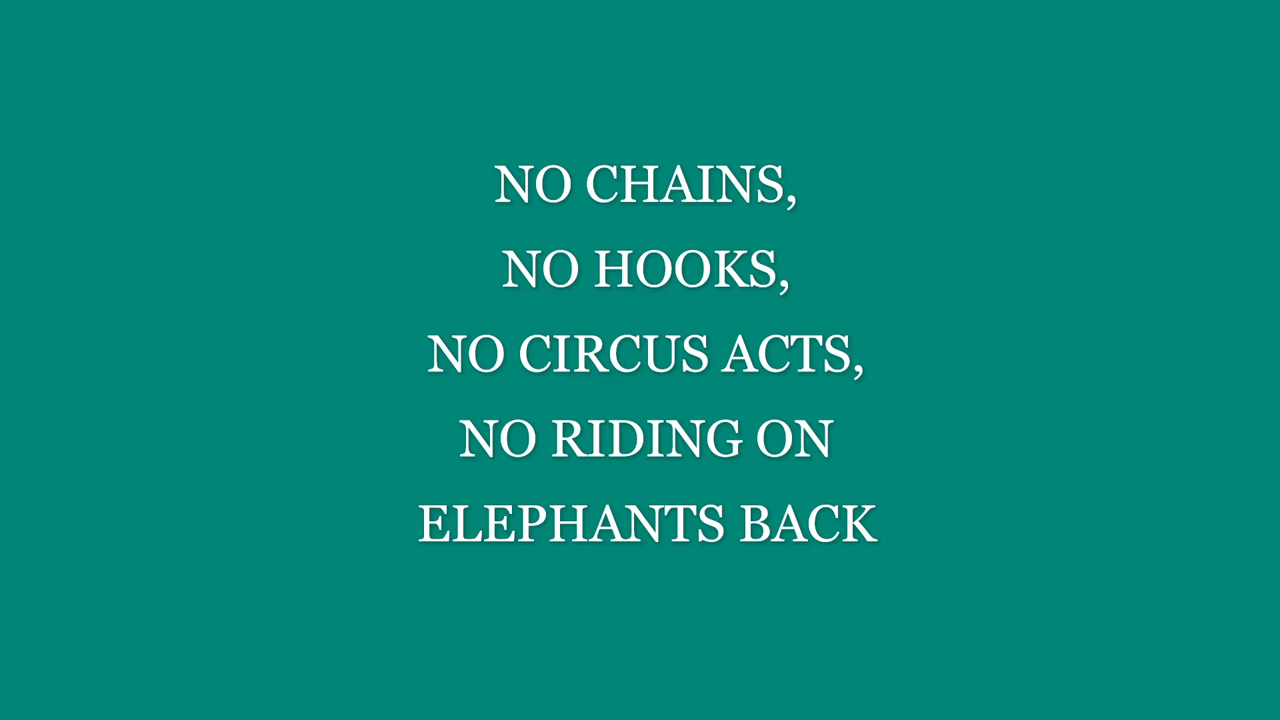 NO CHAINS,
NO HOOKS,
NO CIRCUS ACTS,
NO RIDING ON
ELEPHANTS BACK